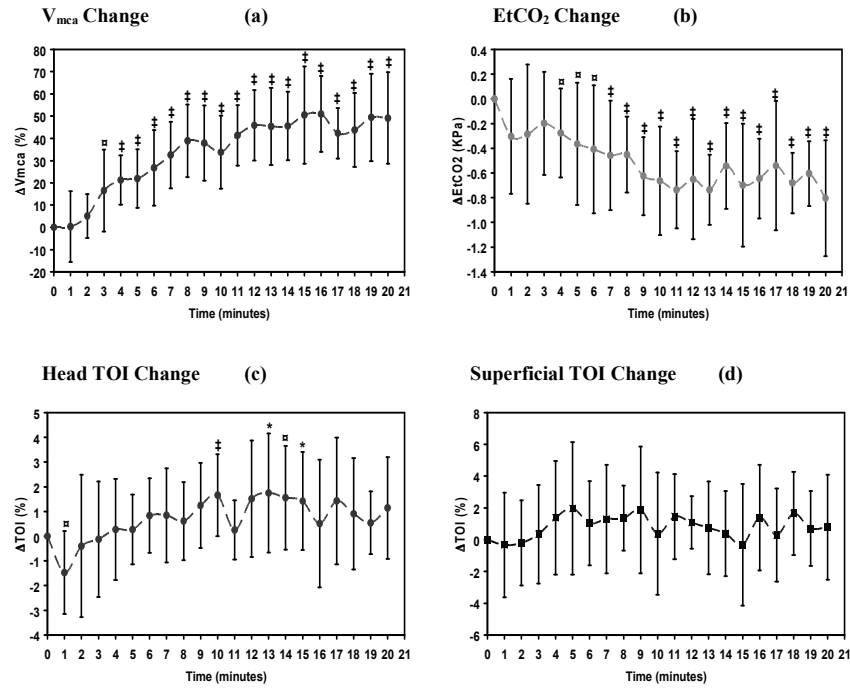 Vmca Change (a)
80
70
60
50
40
30
20
10
0
-10
-20
ΔVmca (%)
¤ ‡ ‡ ‡ ‡ ‡ ‡ ‡ ‡ ‡ ‡ ‡ ‡ ‡ ‡ ‡ ‡ ‡
0 1 2 3 4 5 6 7 8 9 10 11 12 13 14 15 16 17 18 19 20 21
Time (minutes)
EtCO2 Change (b)
0.4
0.2
0.0
-0.2
-0.4
-0.6
-0.8
-1.0
-1.2
-1.4
ΔEtCO2 (KPa)
¤ ¤ ¤ ‡ ‡ ‡ ‡ ‡ ‡ ‡ ‡ ‡ ‡ ‡ ‡ ‡ ‡
0 1 2 3 4 5 6 7 8 9 10 11 12 13 14 15 16 17 18 19 20 21
Time (minutes)
Head TOI Change (c)
5
4
3
2
1
0
-1
-2
-3
-4
ΔTOI (%)
¤ ‡ * ¤ *
0 1 2 3 4 5 6 7 8 9 10 11 12 13 14 15 16 17 18 19 20 21
Time (minutes)
Superficial TOI Change (d)
8
6
4
2
0
-2
-4
-6
ΔTOI (%)
0 1 2 3 4 5 6 7 8 9 10 11 12 13 14 15 16 17 18 19 20 21
Time (minutes)